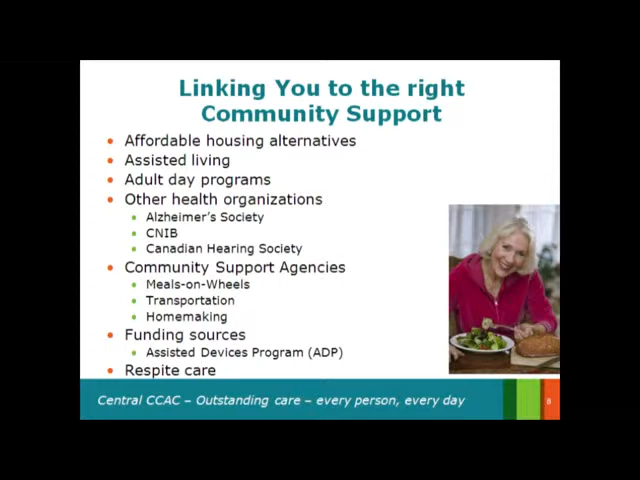 Linking You to the right
Community Support
• Affordable housing alternatives
• Assisted living
• Adult day programs
• Other health organizations
• Alzheimer's Society
• CNIB
• Canadian Hearing Society
• Community Support Agencies
• Meals-on-Wheels
• Transportation
• Homemaking
• Funding sources
• Assisted Devices Program (ADP)
• Respite care
Central CCAC – Outstanding care – every person, every day
8